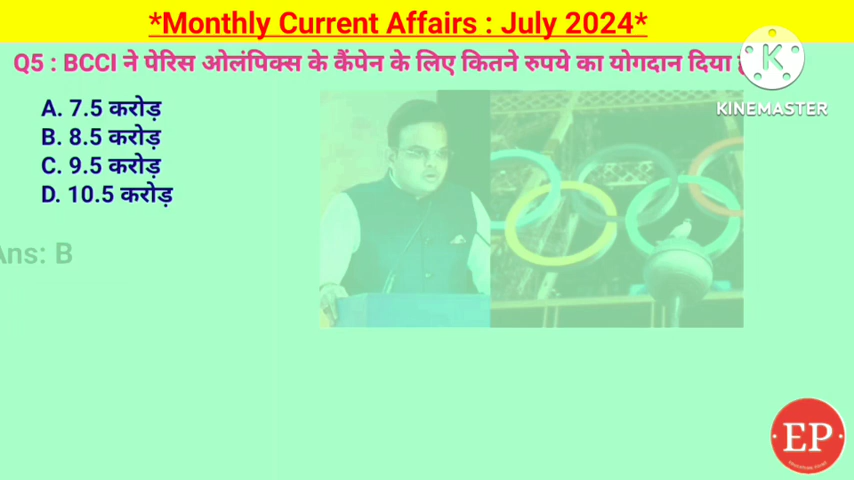 *Monthly Current Affairs : July 2024*
Q5 : BCCI ने पेरिस ओलंपिक्स के कैंपेन के लिए कितने रुपये का योगदान दिया
KINEMASTER
A. 7.5 करोड़
B. 8.5 करोड़
C. 9.5 करोड़
D. 10.5 करोड़
Ans: B
EP